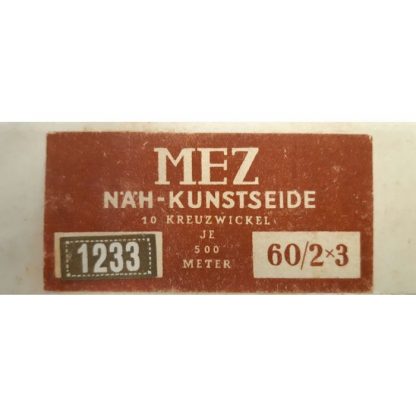 MEZ
NÄH-KUNSTSEIDE
10 KREUZWICKEL
JE
500
METER
1233
60/2×3